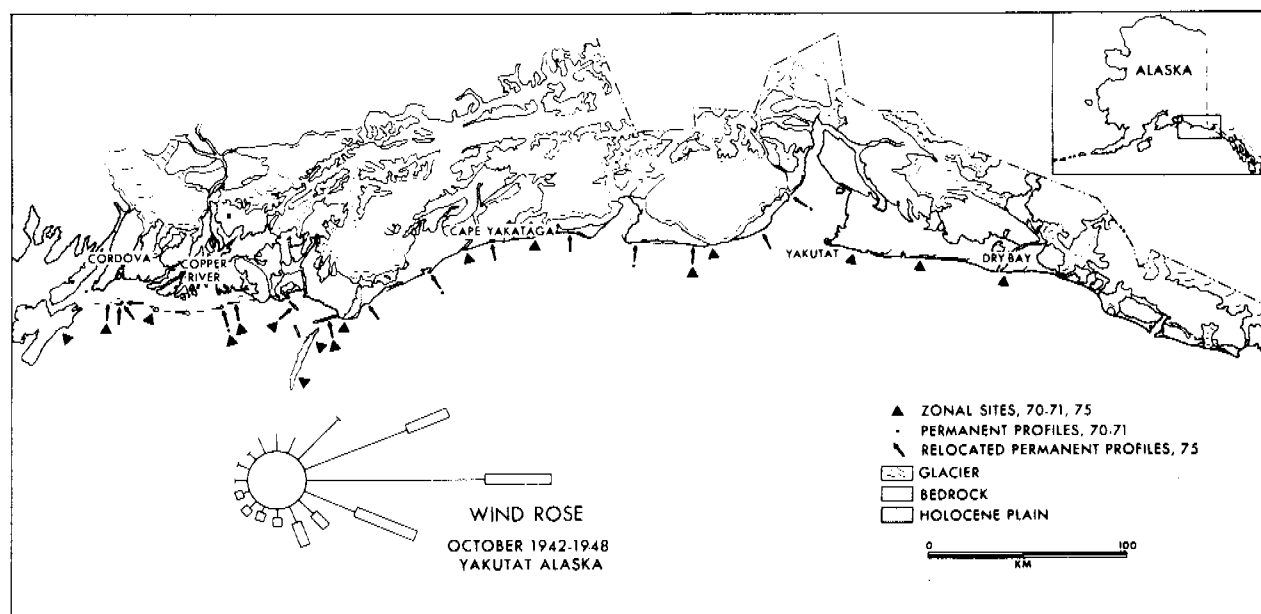 ALASKA
CORDOVA
COPPER
RIVER
CAPE YAKATAGA
YAKUTAT
DRY BAY
▲ ZONAL SITES, 70-71, 75
PERMANENT PROFILES, 70-71
RELOCATED PERMANENT PROFILES, 75
GLACIER
BEDROCK
HOLOCENE PLAIN
0 100
KM
WIND ROSE
OCTOBER 1942-1948
YAKUTAT ALASKA